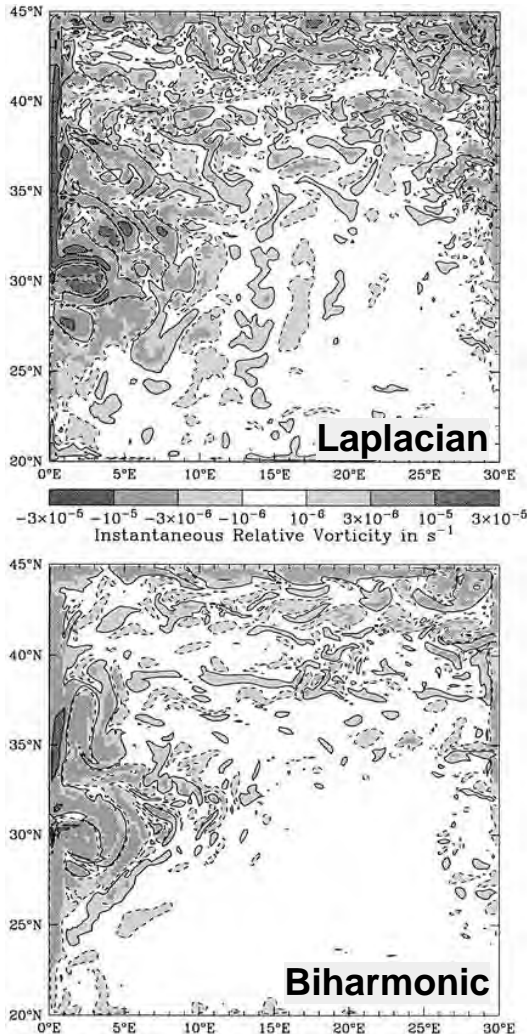 45°N
40°N
35°N
30°N
25°N
20°N
Laplacian
0°E 5°E 10°E 15°E 20°E 25°E 30°E
−3×10⁻⁵ −10⁻⁵ −3×10⁻⁶ −10⁻⁶ 10⁻⁶ 3×10⁻⁶ 10⁻⁵ 3×10⁻⁵
Instantaneous Relative Vorticity in s⁻¹
45°N
40°N
35°N
30°N
25°N
Biharmonic
20°N
0°E 5°E 10°E 15°E 20°E 25°E 30°E